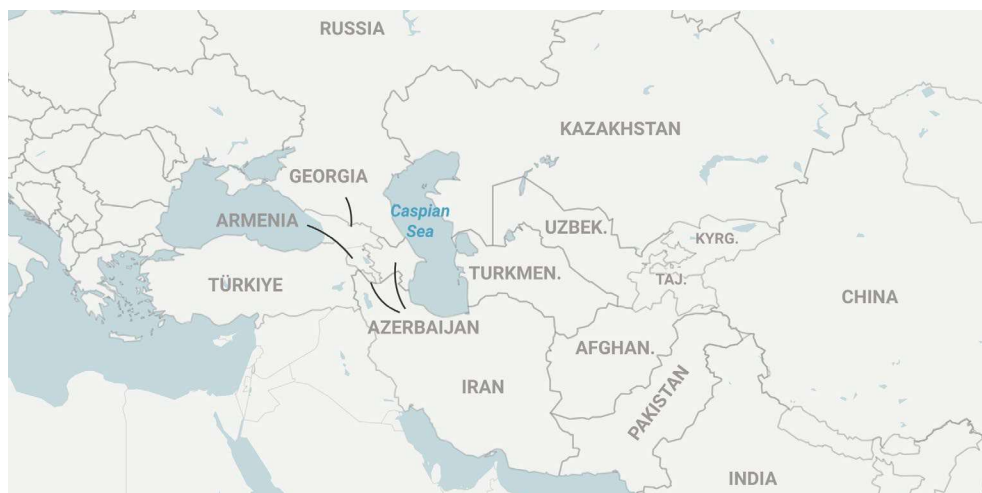 RUSSIA
KAZAKHSTAN
GEORGIA
Caspian
Sea
ARMENIA
UZBEK.
KYRG.
TURKMEN.
TAJ.
TÜRKIYE
CHINA
AZERBAIJAN
AFGHAN.
IRAN
PAKISTAN
INDIA